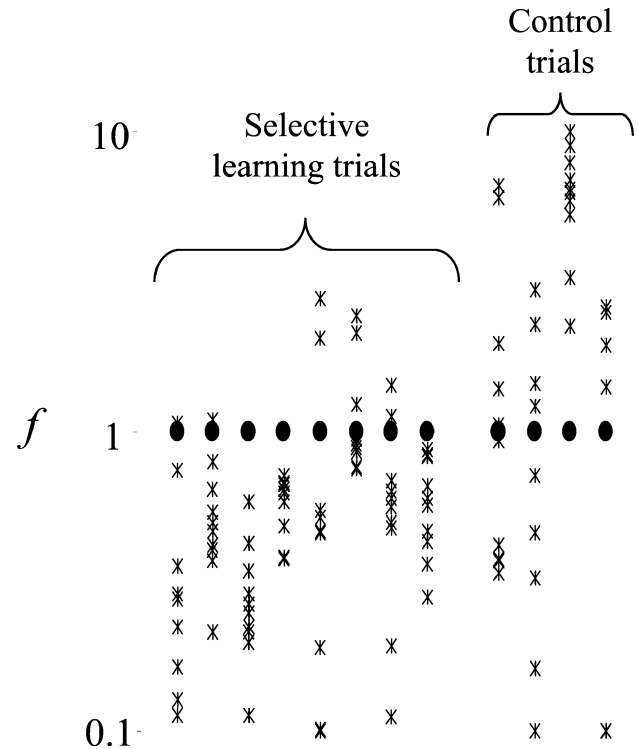 Control
trials
Selective
learning trials
10
f
1
0.1